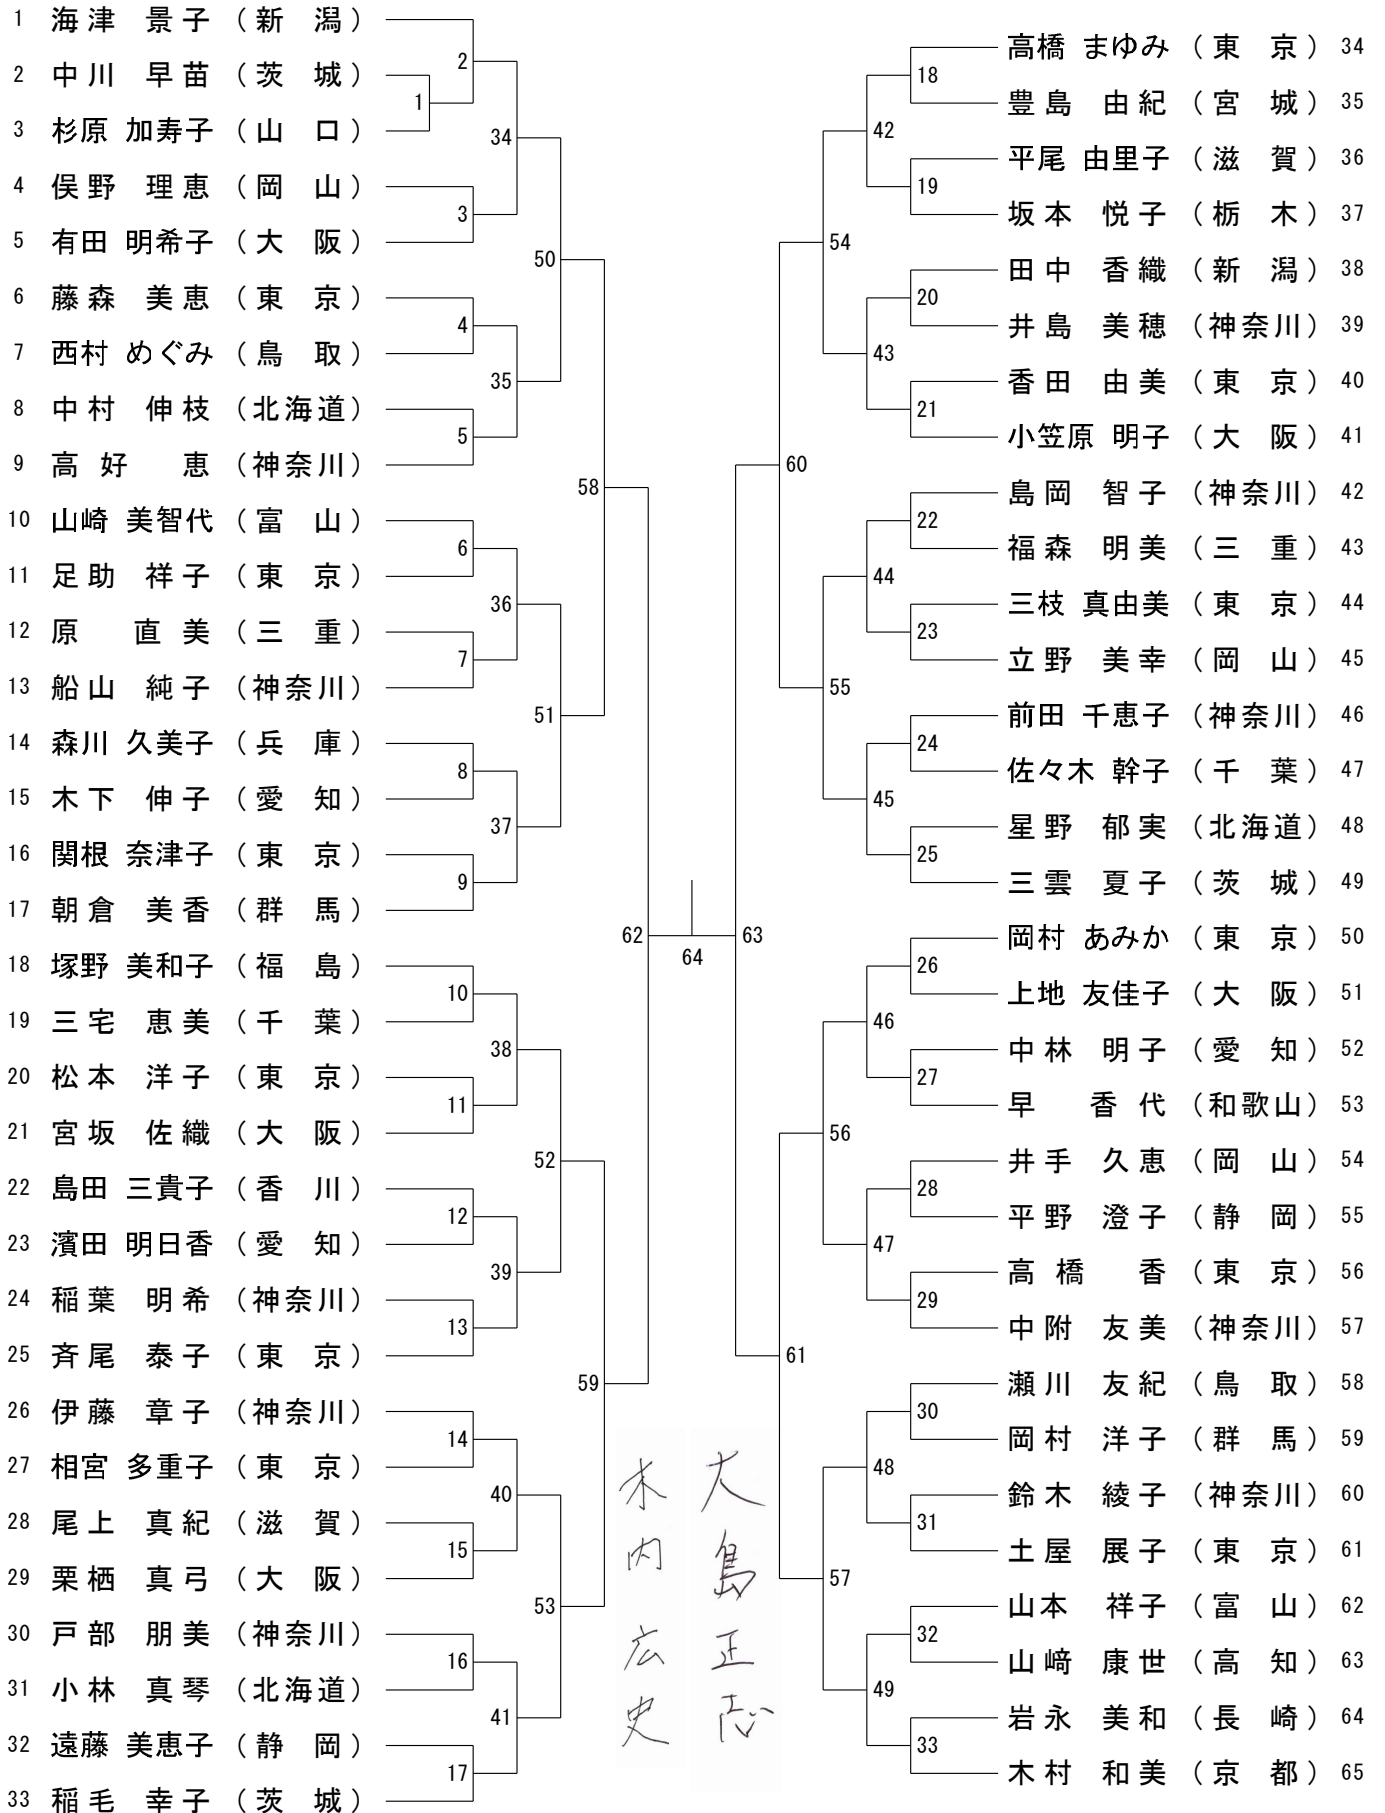 1 海津 景子 (新 潟)
2 中川 早苗 (茨 城)
3 杉原 加寿子 (山 口)
4 俣野 理恵 (岡 山)
5 有田 明希子 (大 阪)
6 藤森 美恵 (東 京)
7 西村 めぐみ (鳥 取)
8 中村 伸枝 (北海道)
9 高好 恵 (神奈川)
10 山崎 美智代 (富 山)
11 足助 祥子 (東 京)
12 原 直美 (三 重)
13 船山 純子 (神奈川)
14 森川 久美子 (兵 庫)
15 木下 伸子 (愛 知)
16 関根 奈津子 (東 京)
17 朝倉 美香 (群 馬)
18 塚野 美和子 (福 島)
19 三宅 恵美 (千 葉)
20 松本 洋子 (東 京)
21 宮坂 佐織 (大 阪)
22 島田 三貴子 (香 川)
23 濱田 明日香 (愛 知)
24 稲葉 明希 (神奈川)
25 斉尾 泰子 (東 京)
26 伊藤 章子 (神奈川)
27 相宮 多重子 (東 京)
28 尾上 真紀 (滋 賀)
29 栗栖 真弓 (大 阪)
30 戸部 朋美 (神奈川)
31 小林 真琴 (北海道)
32 遠藤 美恵子 (静 岡)
33 稲毛 幸子 (茨 城)
1
2
3
4
5
6
7
8
9
10
11
12
13
14
15
16
17
34
35
36
37
38
39
40
41
50
51
52
53
58
59
62
64
63
60
61
54
55
56
57
42
43
44
45
46
47
48
49
18
19
20
21
22
23
24
25
26
27
28
29
30
31
32
33
高橋 まゆみ (東 京) 34
豊島 由紀 (宮 城) 35
平尾 由里子 (滋 賀) 36
坂本 悦子 (栃 木) 37
田中 香織 (新 潟) 38
井島 美穂 (神奈川) 39
香田 由美 (東 京) 40
小笠原 明子 (大 阪) 41
島岡 智子 (神奈川) 42
福森 明美 (三 重) 43
三枝 真由美 (東 京) 44
立野 美幸 (岡 山) 45
前田 千恵子 (神奈川) 46
佐々木 幹子 (千 葉) 47
星野 郁実 (北海道) 48
三雲 夏子 (茨 城) 49
岡村 あみか (東 京) 50
上地 友佳子 (大 阪) 51
中林 明子 (愛 知) 52
早 香代 (和歌山) 53
井手 久恵 (岡 山) 54
平野 澄子 (静 岡) 55
高橋 香 (東 京) 56
中附 友美 (神奈川) 57
瀬川 友紀 (鳥 取) 58
岡村 洋子 (群 馬) 59
鈴木 綾子 (神奈川) 60
土屋 展子 (東 京) 61
山本 祥子 (富 山) 62
山﨑 康世 (高 知) 63
岩永 美和 (長 崎) 64
木村 和美 (京 都) 65
大島正志
木内広史